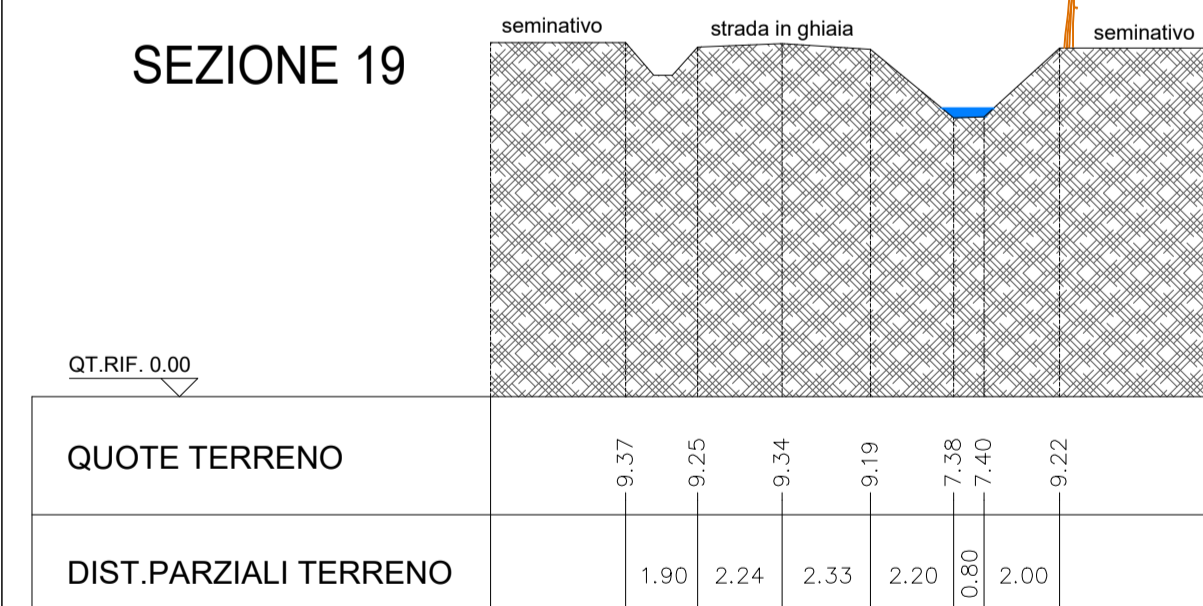 SEZIONE 19
seminativo
strada in ghiaia
seminativo
QT.RIF. 0.00
QUOTE TERRENO
9.37
9.25
9.34
9.19
7.38
7.40
9.22
DIST.PARZIALI TERRENO
1.90
2.24
2.33
2.20
0.80
2.00